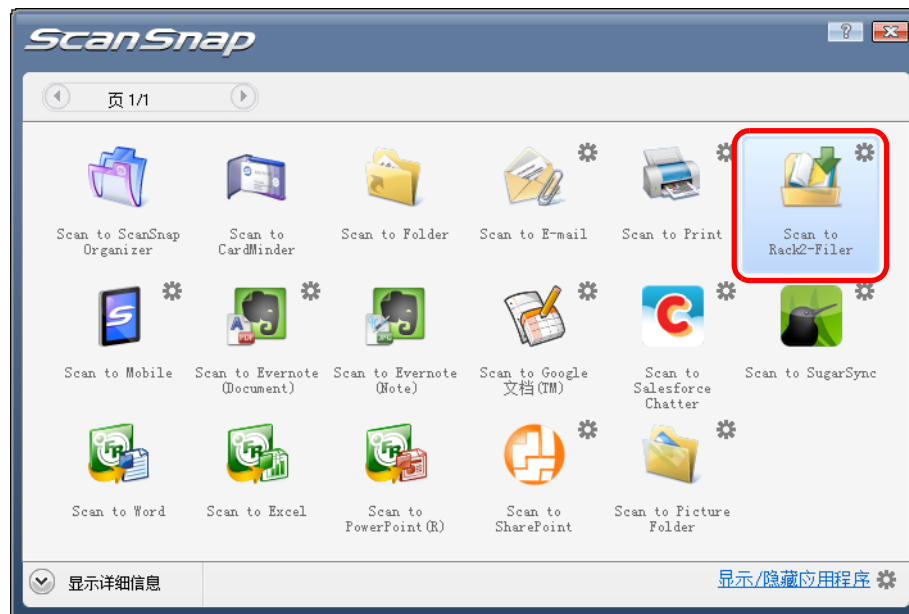 ScanSnap
?
页 1/1
Scan to ScanSnap
Organizer
Scan to
CardMinder
Scan to Folder
Scan to E-mail
Scan to Print
Scan to
Rack2-Filer
Scan to Mobile
Scan to Evernote
(Document)
Scan to Evernote
(Note)
Scan to Google
文档(TM)
Scan to
Salesforce
Chatter
Scan to SugarSync
Scan to Word
Scan to Excel
Scan to
PowerPoint(R)
Scan to
SharePoint
Scan to Picture
Folder
显示详细信息
显示/隐藏应用程序